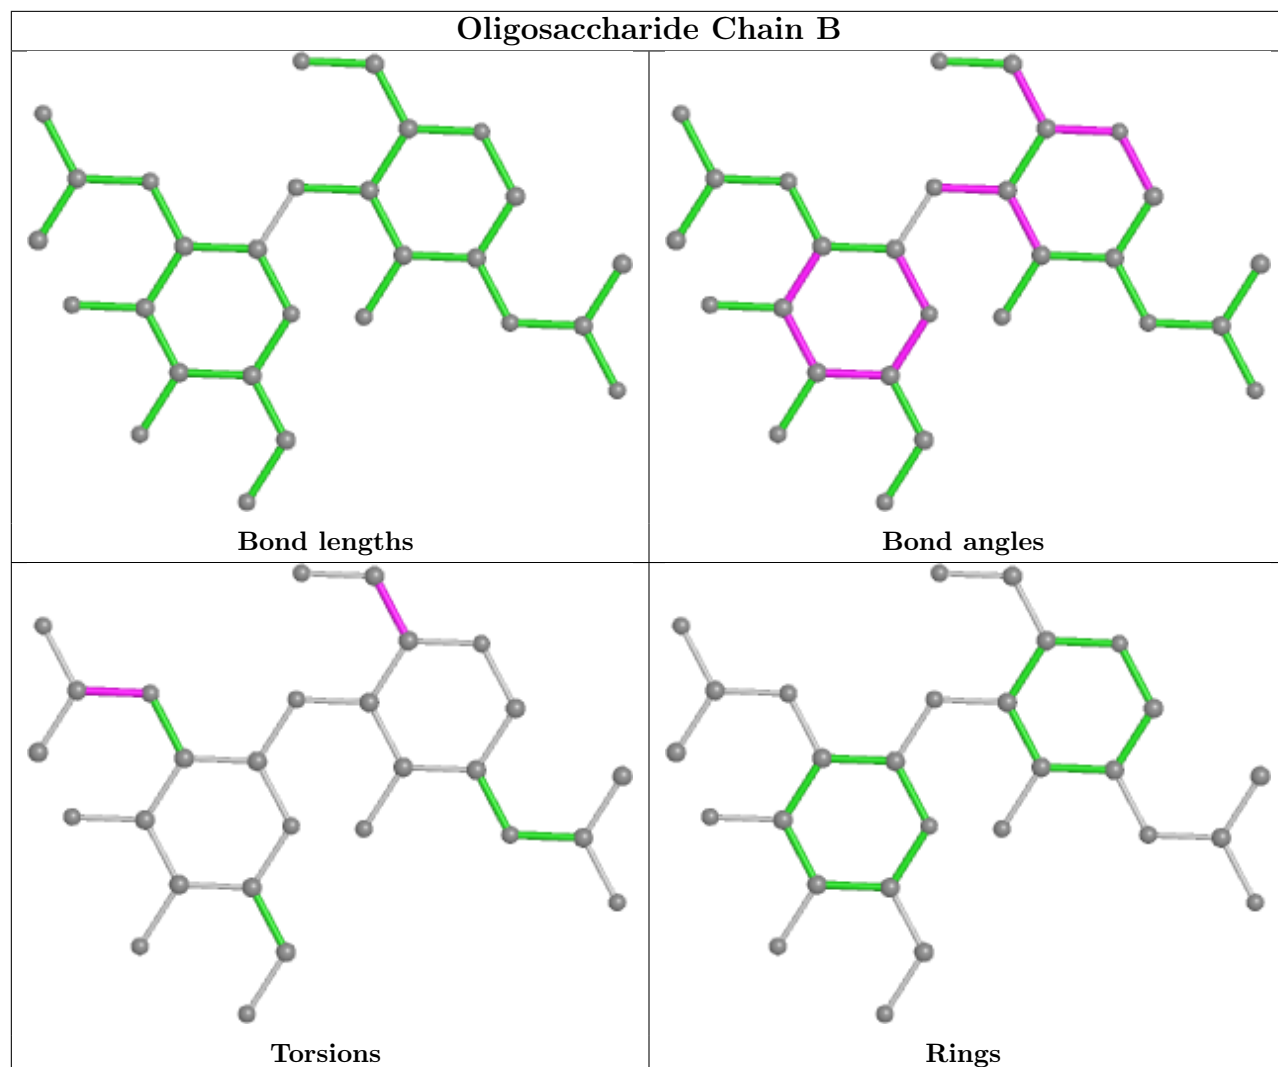 Oligosaccharide Chain B
Bond lengths
Bond angles
Torsions
Rings